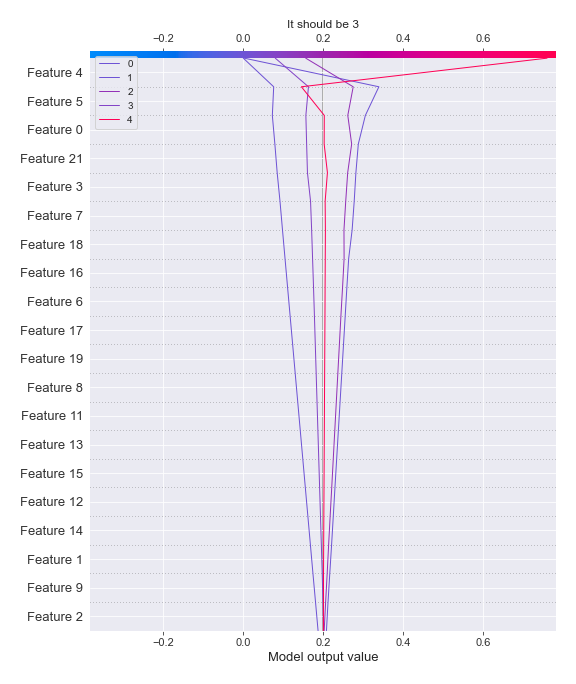 It should be 3
−0.2 0.0 0.2 0.4 0.6
0
1
2
3
4
Feature 4
Feature 5
Feature 0
Feature 21
Feature 3
Feature 7
Feature 18
Feature 16
Feature 6
Feature 17
Feature 19
Feature 8
Feature 11
Feature 13
Feature 15
Feature 12
Feature 14
Feature 1
Feature 9
Feature 2
−0.2 0.0 0.2 0.4 0.6
Model output value